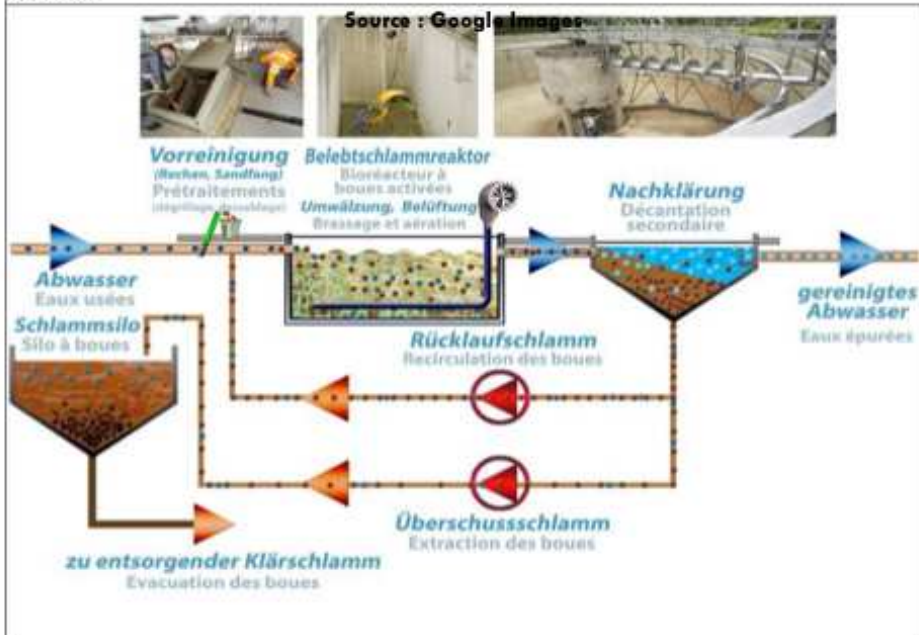 Source : Google Images
Vorreinigung
(Rechen, Sandfang)
Prétraitements
(dégrillage, dessablage)
Belebtschlammreaktor
Bioréacteur à
boues activées
Umwälzung, Belüftung
Brassage et aération
Nachklärung
Décantation
secondaire
Abwasser
Eaux usées
gereinigtes
Abwasser
Eaux épurées
Schlammsilo
Silo à boues
Rücklaufschlamm
Recirculation des boues
Überschussschlamm
Extraction des boues
zu entsorgender Klärschlamm
Evacuation des boues